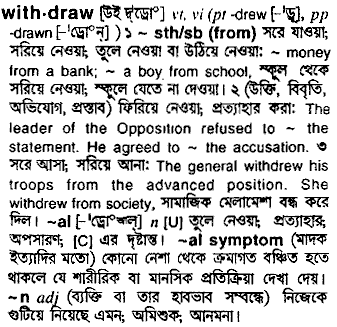 with·draw [উইদ্‌ড্রো°] vt, vi (pt -drew [-ˈড্রূ], pp
-drawn [-ˈড্রো°ন্]) ১ ~ sth/sb (from) সরে যাওয়া;
সরিয়ে নেওয়া; তুলে নেওয়া বা উঠিয়ে নেওয়া: ~ money
from a bank; ~ a boy from school, স্কুল থেকে
সরিয়ে নেওয়া; স্কুলে যেতে না দেওয়া। ২ (উক্তি, বিবৃতি,
অভিযোগ, প্রস্তাব) ফিরিয়ে নেওয়া; প্রত্যাহার করা: The
leader of the Opposition refused to ~ the
statement. He agreed to ~ the accusation. ৩
সরে আসা; সরিয়ে আনা: The general withdrew his
troops from the advanced position. She
withdrew from society, সামাজিক মেলামেশা বন্ধ করে
দিল। ~al [-ˈড্রো°অল্] n [U] তুলে নেওয়া; প্রত্যাহার;
অপসারণ; [C] এর দৃষ্টান্ত। ~al symptom (মাদক
ইত্যাদির মতো) কোনো নেশা থেকে ক্রমাগত বঞ্চিত হতে
থাকলে যে শারীরিক বা মানসিক প্রতিক্রিয়া দেখা দেয়।
~n adj (ব্যক্তি বা তার হাবভাব সম্বন্ধে) নিজেকে
গুটিয়ে নিয়েছে এমন; অমিশুক; আনমনা।